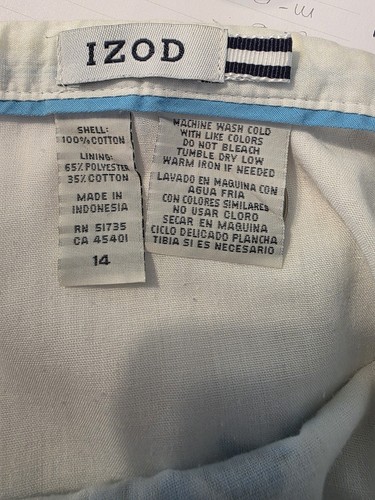 IZOD
SHELL:
100% COTTON
LINING:
65% POLYESTER
35% COTTON
MADE IN
INDONESIA
RN 51735
CA 45401
14
MACHINE WASH COLD
WITH LIKE COLORS
DO NOT BLEACH
TUMBLE DRY LOW
WARM IRON IF NEEDED
LAVADO EN MAQUINA CON
AGUA FRIA
CON COLORES SIMILARES
NO USAR CLORO
SECAR EN MAQUINA
CICLO DELICADO PLANCHA
TIBIA SI ES NECESARIO